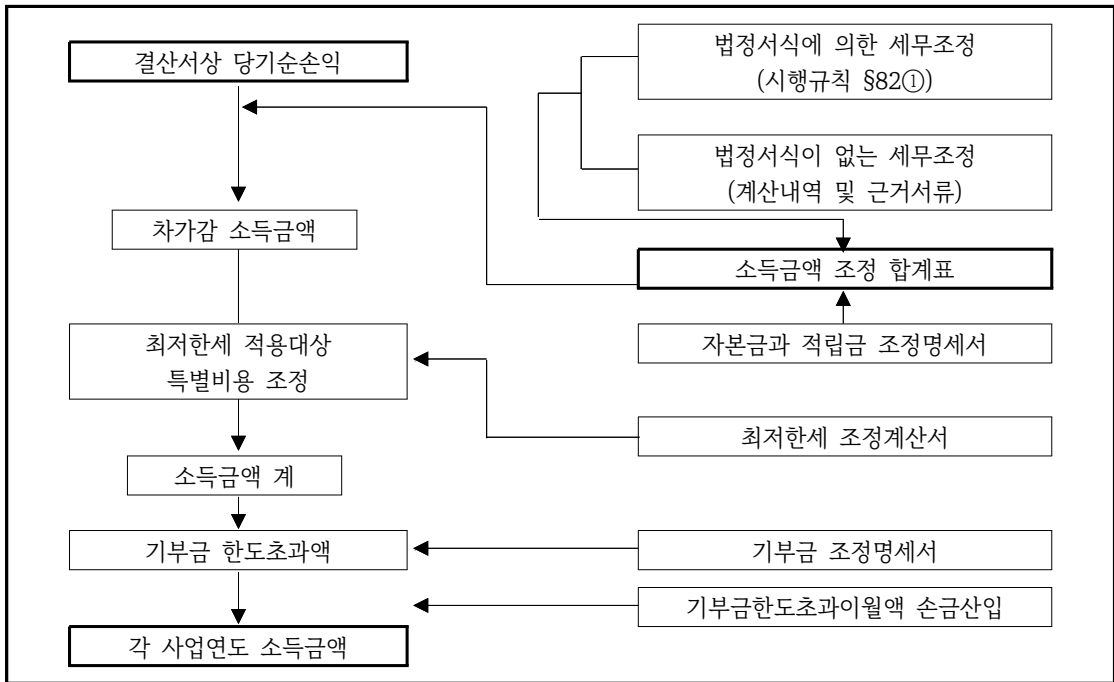 결산서상 당기순손익
법정서식에 의한 세무조정
(시행규칙 §82①)
법정서식이 없는 세무조정
(계산내역 및 근거서류)
차가감 소득금액
소득금액 조정 합계표
자본금과 적립금 조정명세서
최저한세 적용대상
특별비용 조정
최저한세 조정계산서
소득금액 계
기부금 한도초과액
기부금 조정명세서
기부금한도초과이월액 손금산입
각 사업연도 소득금액